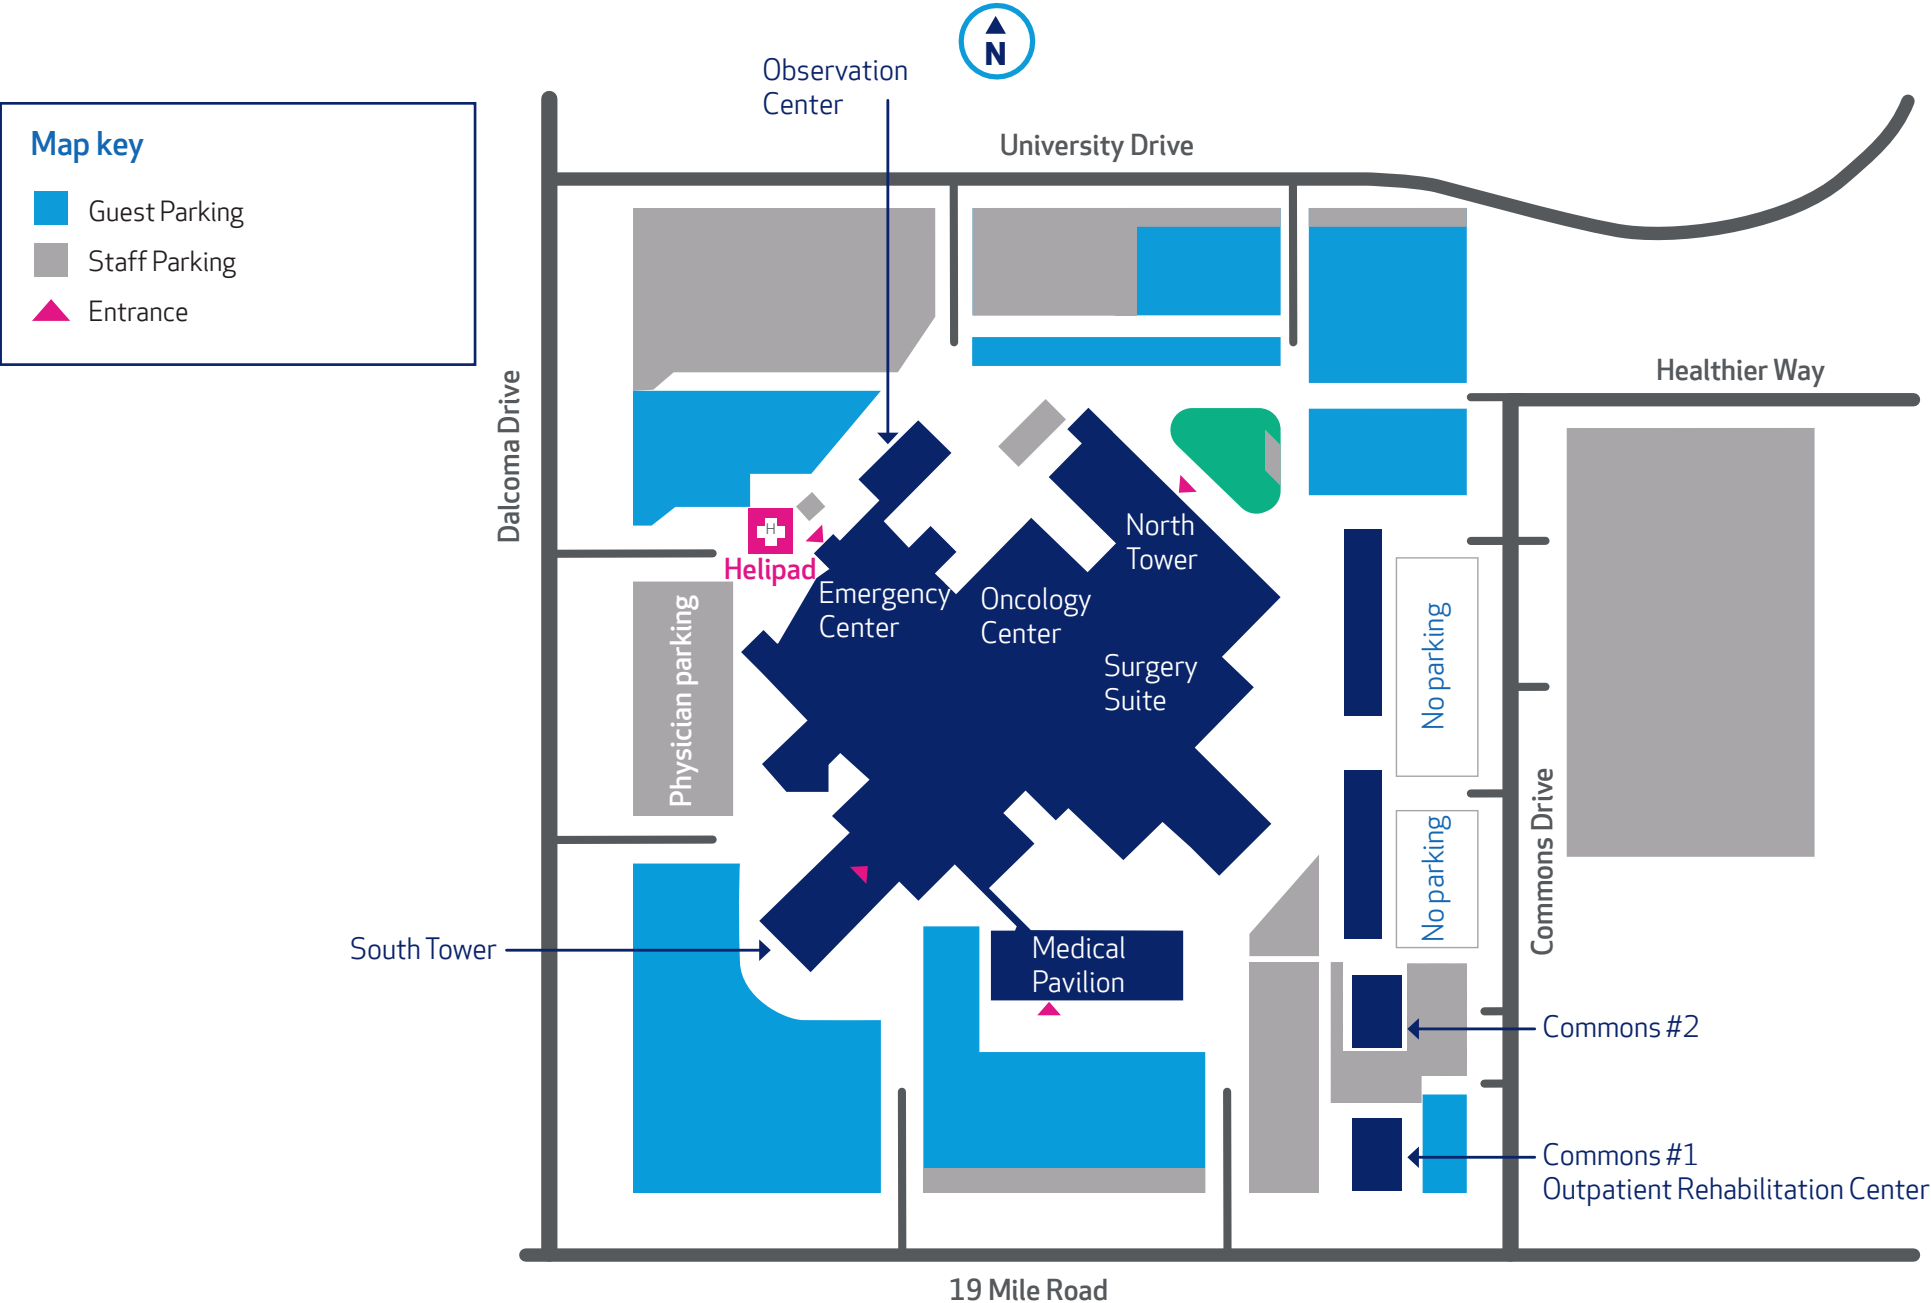 N
Observation
Center
Map key
Guest Parking
Staff Parking
Entrance
University Drive
Healthier Way
Dalcoma Drive
H
Helipad
Emergency
Center
Oncology
Center
North
Tower
Surgery
Suite
Physician parking
No parking
No parking
Commons Drive
South Tower
Medical
Pavilion
Commons #2
Commons #1
Outpatient Rehabilitation Center
19 Mile Road